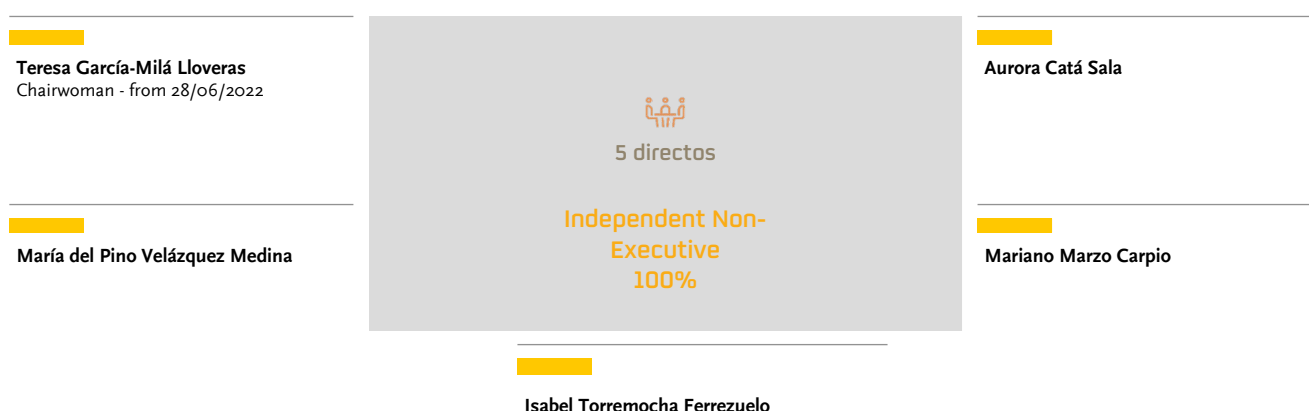 Teresa García-Milá Lloveras
Chairwoman - from 28/06/2022
5 directos
Independent Non-
Executive
100%
Aurora Catá Sala
María del Pino Velázquez Medina
Mariano Marzo Carpio
Isabel Torremocha Ferrezuelo